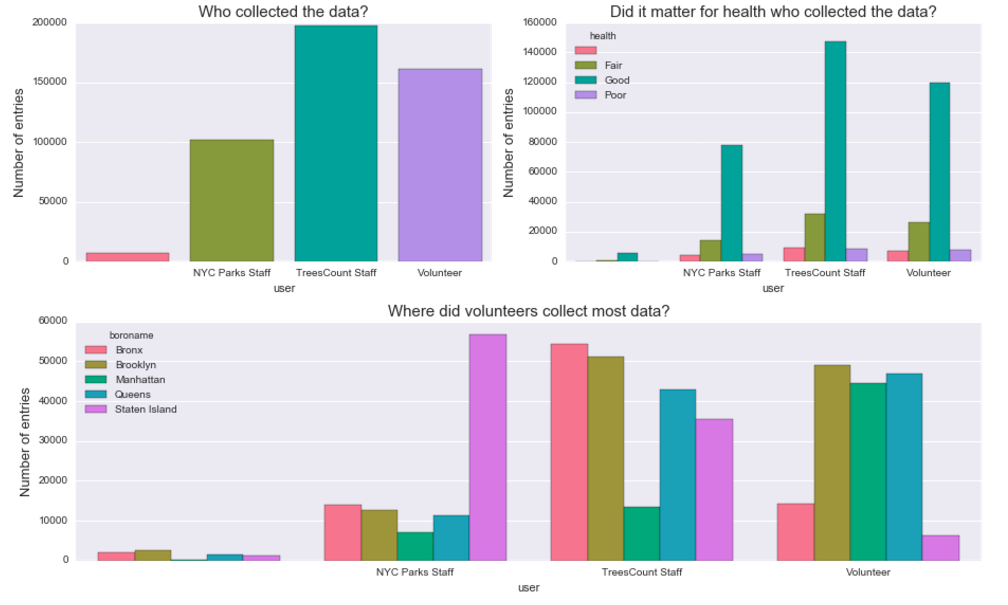 Who collected the data?
Number of entries
200000
150000
100000
50000
0
NYC Parks Staff TreesCount Staff Volunteer
user
Did it matter for health who collected the data?
Number of entries
160000
140000
120000
100000
80000
60000
40000
20000
0
health
Fair
Good
Poor
NYC Parks Staff TreesCount Staff Volunteer
user
Where did volunteers collect most data?
Number of entries
60000
50000
40000
30000
20000
10000
0
boroname
Bronx
Brooklyn
Manhattan
Queens
Staten Island
NYC Parks Staff TreesCount Staff Volunteer
user